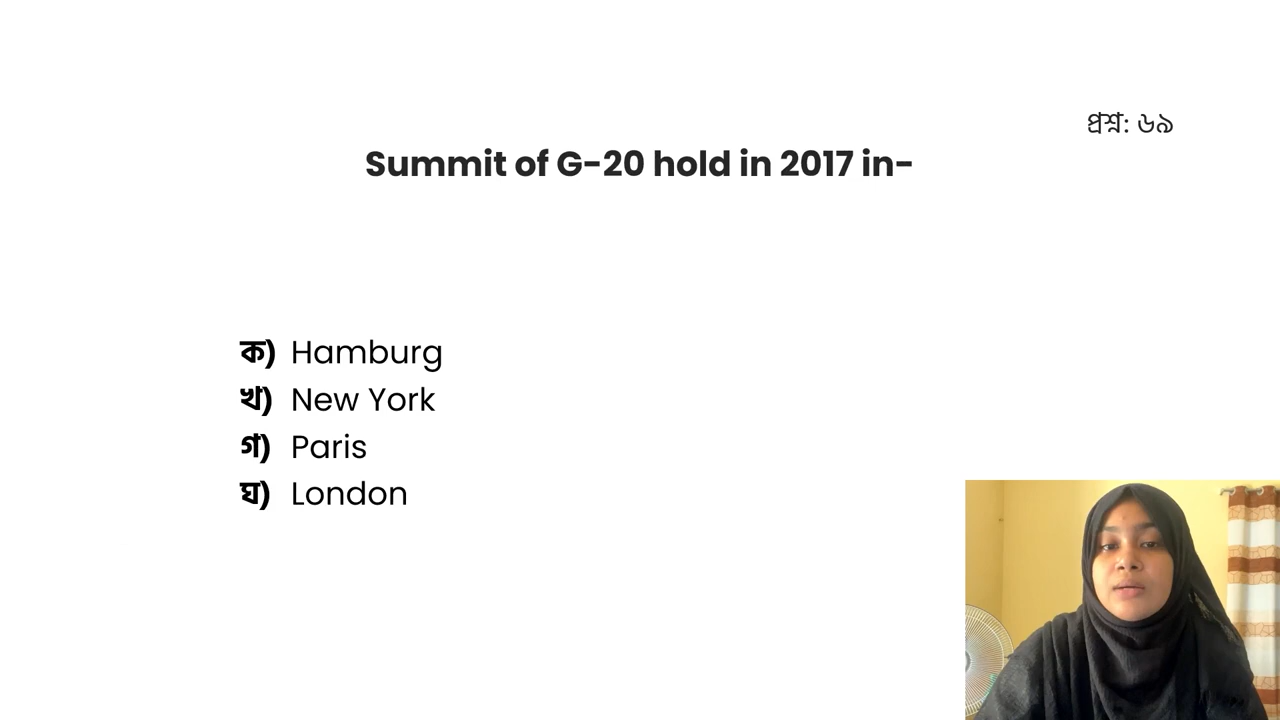 প্রশ্ন: ৬৯
Summit of G-20 hold in 2017 in-
ক) Hamburg
খ) New York
গ) Paris
ঘ) London